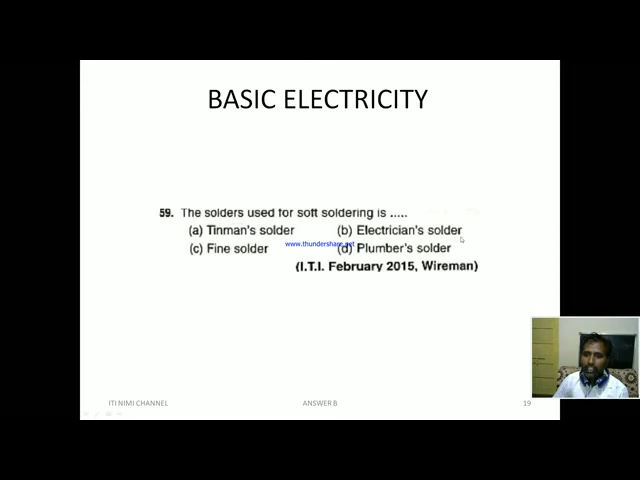 BASIC ELECTRICITY
59. The solders used for soft soldering is .....
(a) Tinman's solder (b) Electrician's solder
www.thundershare.net
(c) Fine solder (d) Plumber's solder
(I.T.I. February 2015, Wireman)
ITI NIMI CHANNEL ANSWER B 19